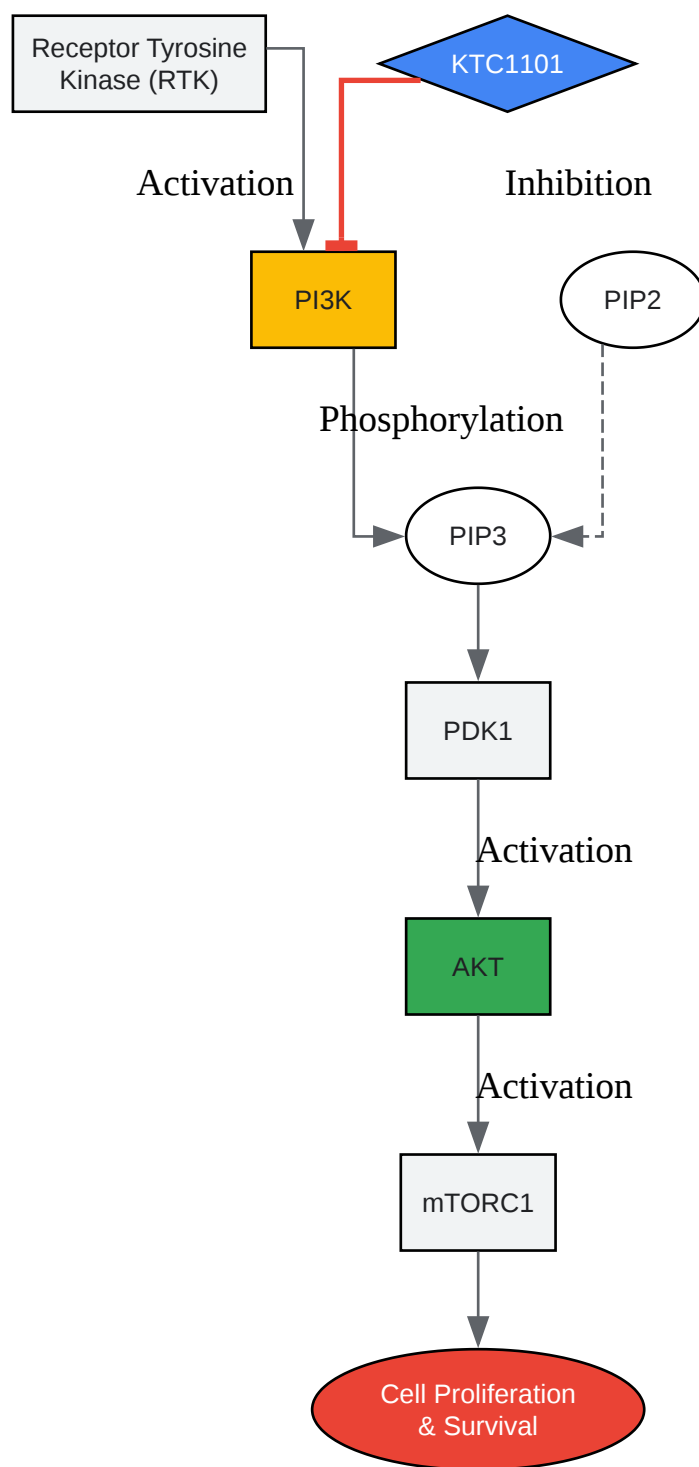 Receptor Tyrosine
Kinase (RTK)
KTC1101
Activation
Inhibition
PI3K
PIP2
Phosphorylation
PIP3
PDK1
Activation
AKT
Activation
mTORC1
Cell Proliferation
& Survival